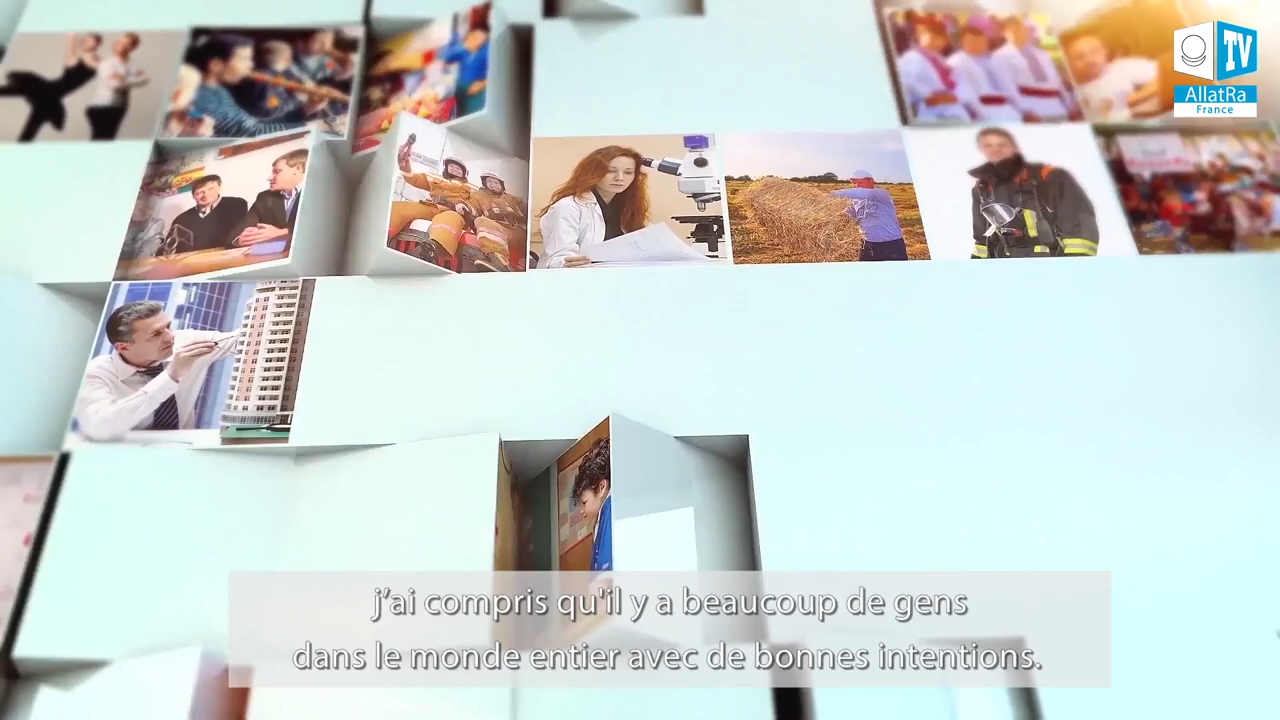 TV
AllatRa
France
j'ai compris qu'il y a beaucoup de gens
dans le monde entier avec de bonnes intentions.